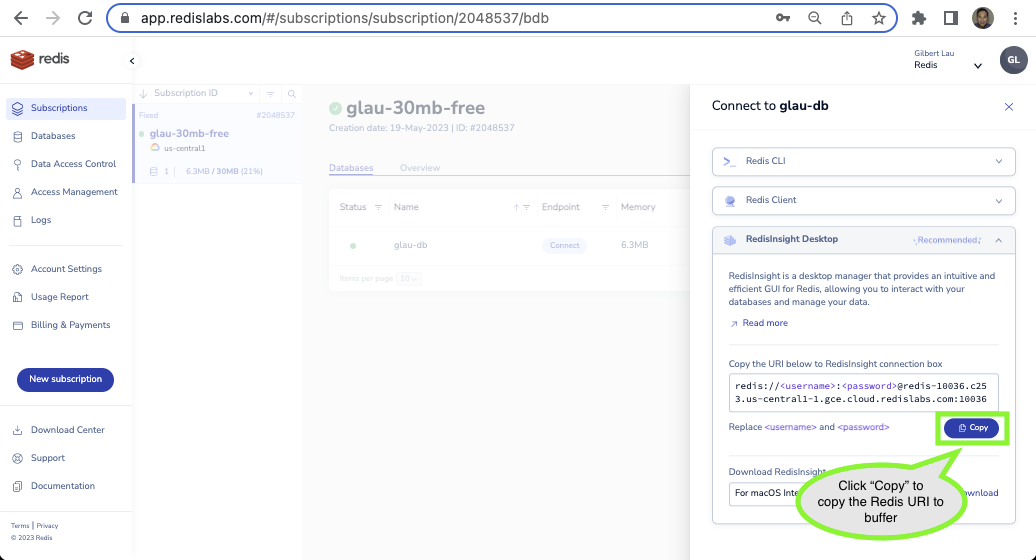 app.redislabs.com/#/subscriptions/subscription/2048537/bdb
redis
Gilbert Lau
Redis
GL
Subscriptions
Databases
Data Access Control
Access Management
Logs
Account Settings
Usage Report
Billing & Payments
New subscription
Download Center
Support
Documentation
Terms | Privacy
© 2023 Redis
Subscription ID
Fixed #2048537
glau-30mb-free
us-central1
1 6.3MB / 30MB (21%)
glau-30mb-free
Creation date: 19-May-2023 | ID: #2048537
Databases Overview
Status Name Endpoint Memory
glau-db Connect 6.3MB
Items per page 20
Connect to glau-db
Redis CLI
Redis Client
RedisInsight Desktop Recommended
RedisInsight is a desktop manager that provides an intuitive and
efficient GUI for Redis, allowing you to interact with your
databases and manage your data.
Read more
Copy the URI below to RedisInsight connection box
redis://<username>:<password>@redis-10036.c25
3.us-central1-1.gce.cloud.redislabs.com:10036
Replace <username> and <password>
Copy
Download RedisInsight
For macOS
Click “Copy” to
copy the Redis URI to
buffer